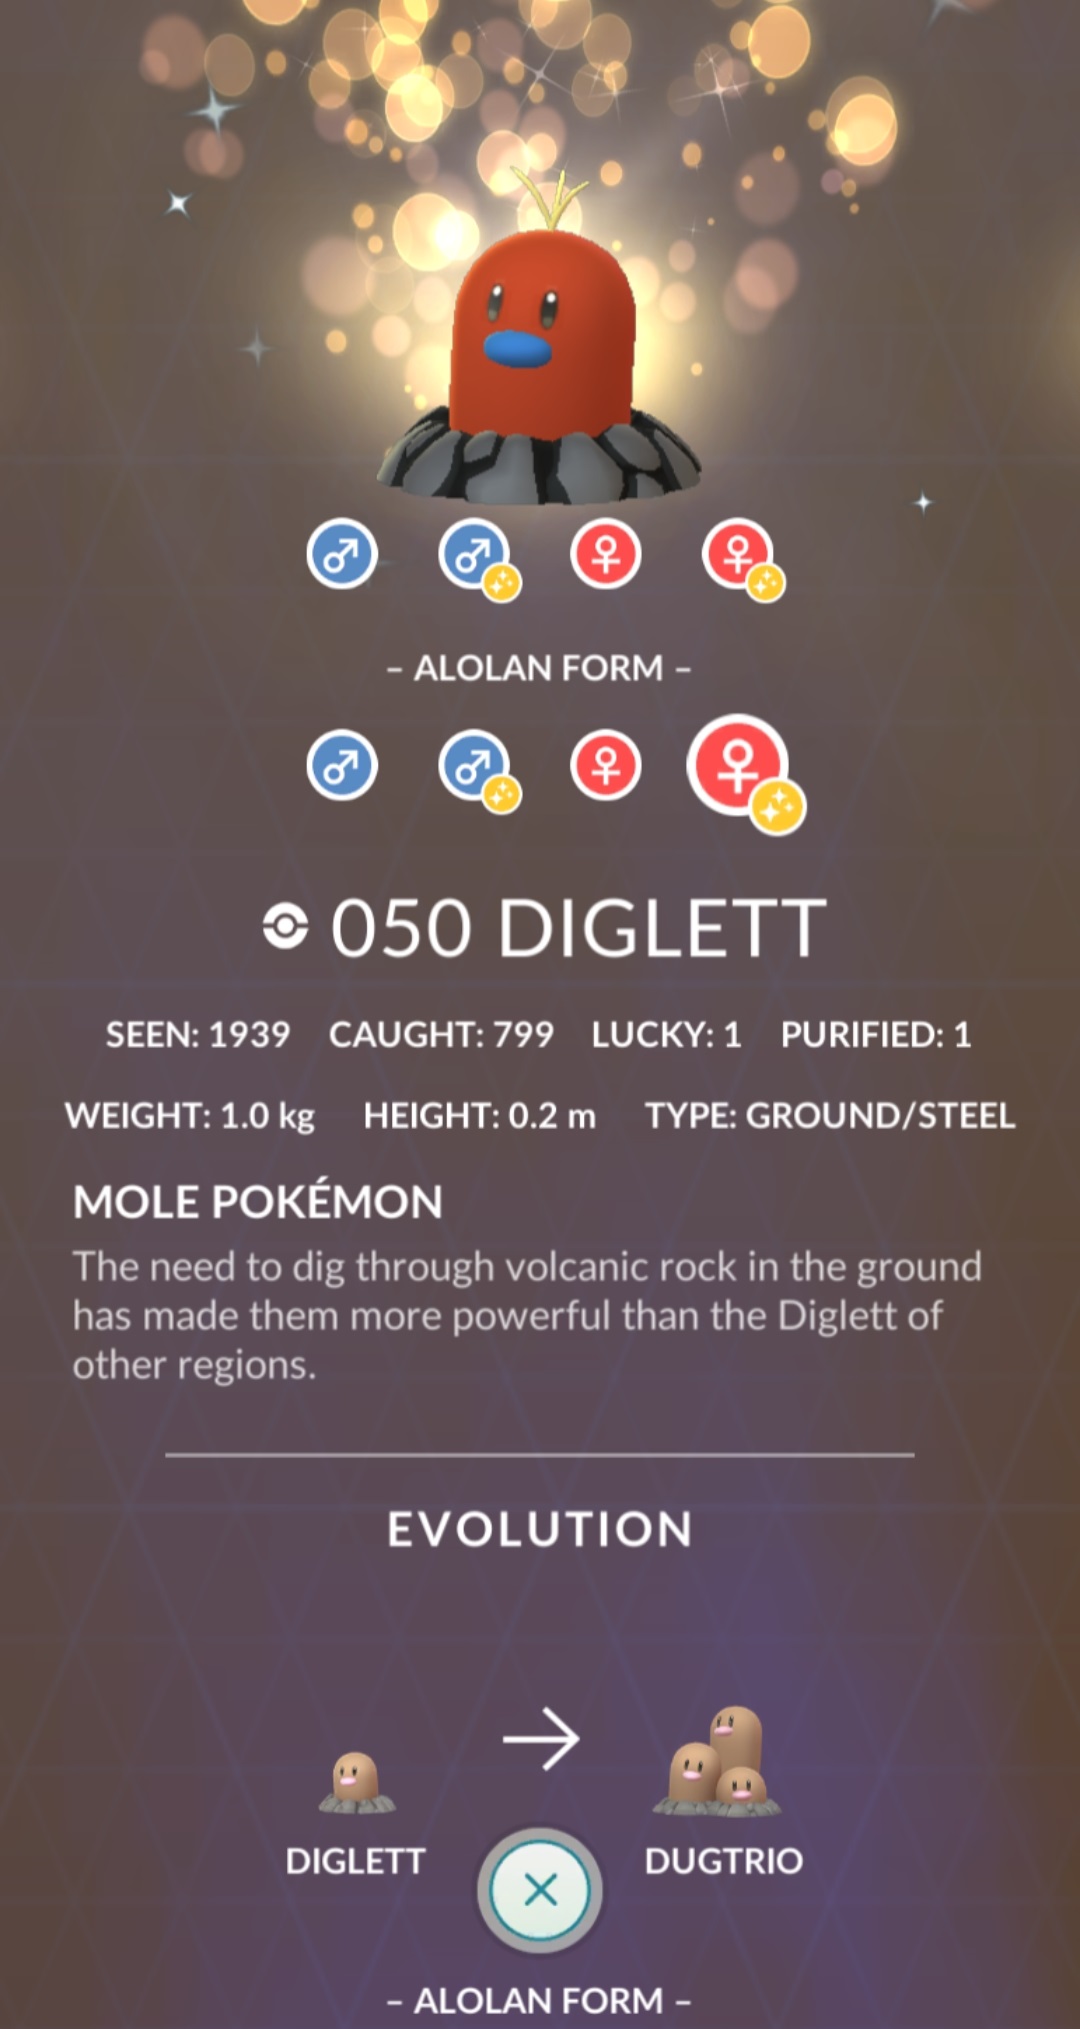 – ALOLAN FORM –
050 DIGLETT
SEEN: 1939 CAUGHT: 799 LUCKY: 1 PURIFIED: 1
WEIGHT: 1.0 kg HEIGHT: 0.2 m TYPE: GROUND/STEEL
MOLE POKÉMON
The need to dig through volcanic rock in the ground
has made them more powerful than the Diglett of
other regions.
EVOLUTION
DIGLETT DUGTRIO
– ALOLAN FORM –